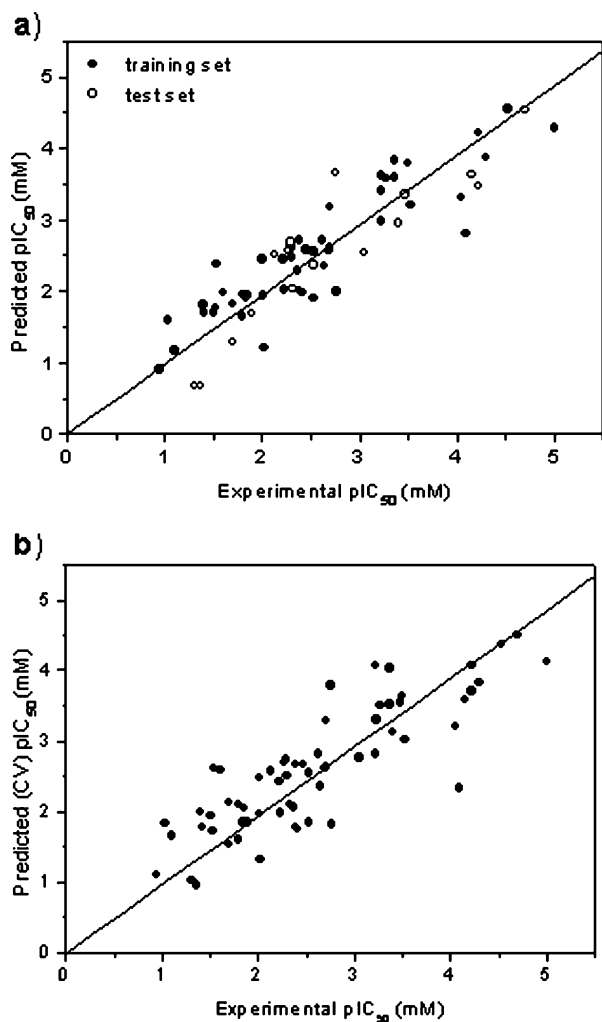 a)
training set
test set
5
4
3
2
1
0
Predicted pIC50 (mM)
0 1 2 3 4 5
Experimental pIC50 (mM)
b)
5
4
3
2
1
0
Predicted (CV) pIC50 (mM)
0 1 2 3 4 5
Experimental pIC50 (mM)